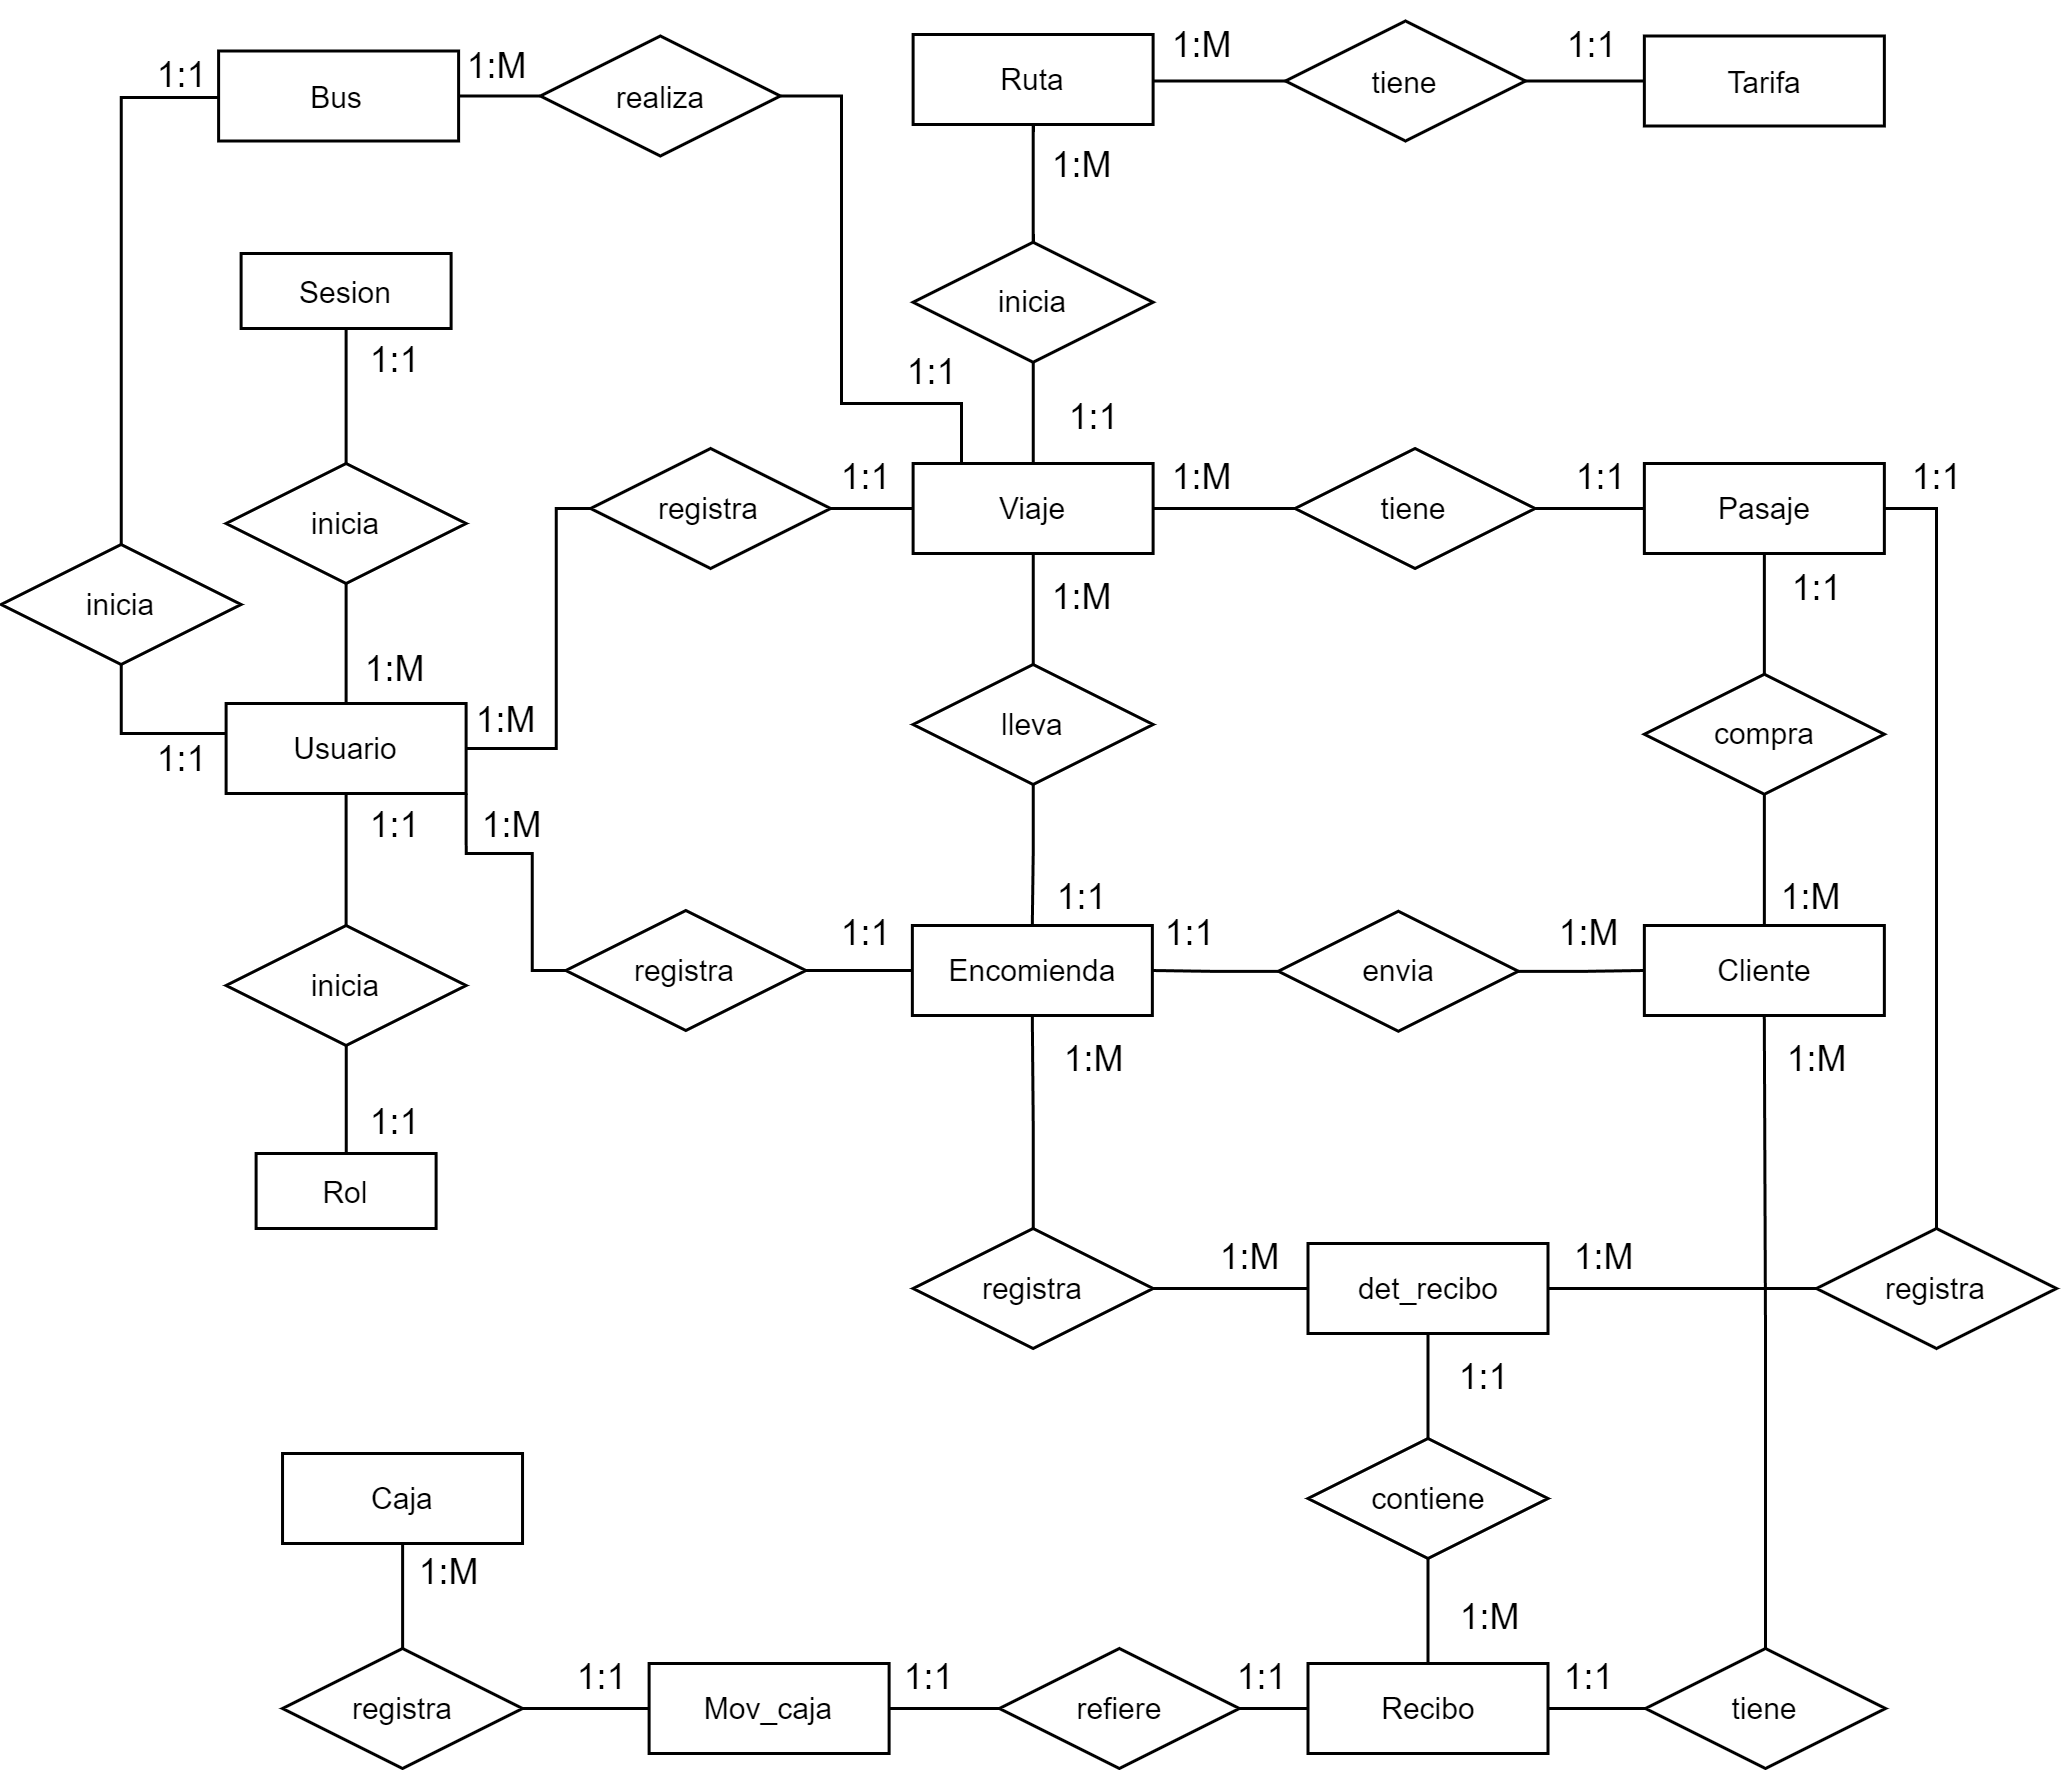 1:1
Bus
1:M
realiza
Ruta
1:M
tiene
1:1
Tarifa
1:M
Sesion
inicia
1:1
1:1
1:1
inicia
registra
1:1
Viaje
1:M
tiene
1:1
Pasaje
1:1
1:M
1:1
inicia
1:M
lleva
compra
1:M
Usuario
1:1
1:1
1:M
1:1
1:M
inicia
registra
1:1
Encomienda
1:1
envia
1:M
Cliente
1:M
1:M
1:1
Rol
registra
1:M
det_recibo
1:M
registra
1:1
Caja
contiene
1:M
1:M
registra
1:1
Mov_caja
1:1
refiere
1:1
Recibo
1:1
tiene